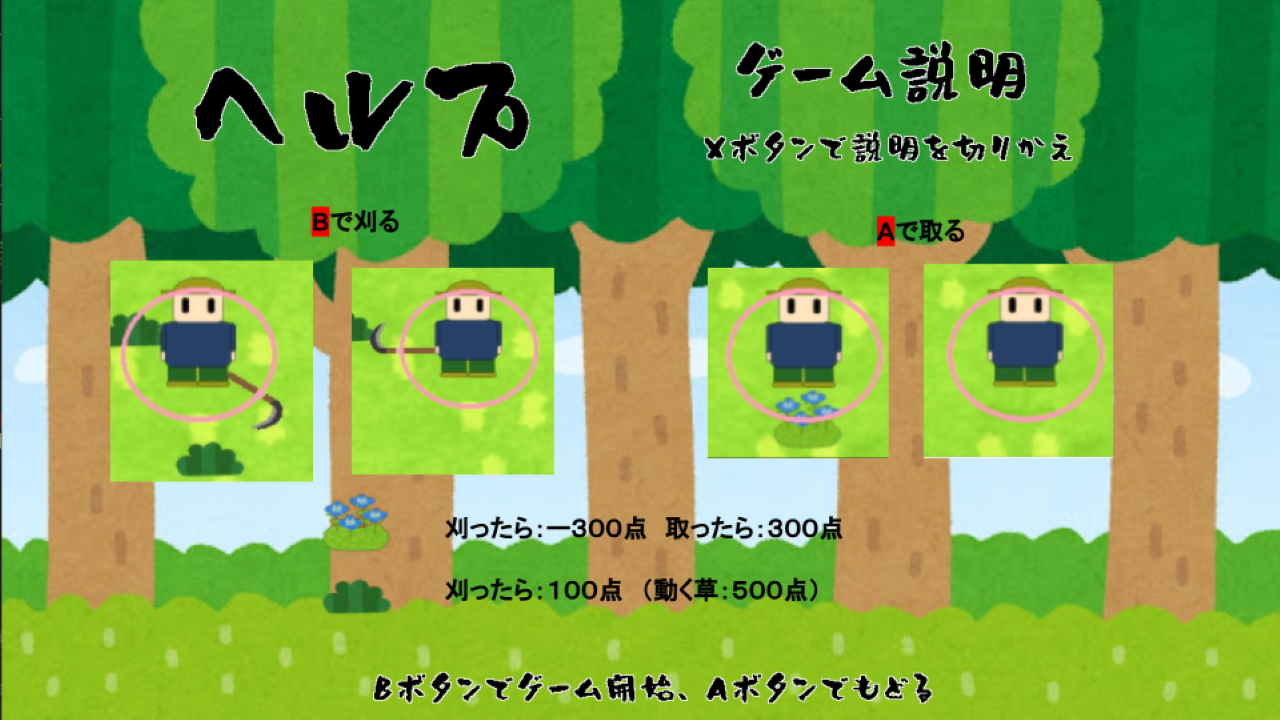 ヘルプ
ゲーム説明
Xボタンで説明を切りかえ
Bで刈る
Aで取る
刈ったら:ー300点　取ったら:300点
刈ったら:100点　(動く草:500点)
Bボタンでゲーム開始、Aボタンでもどる